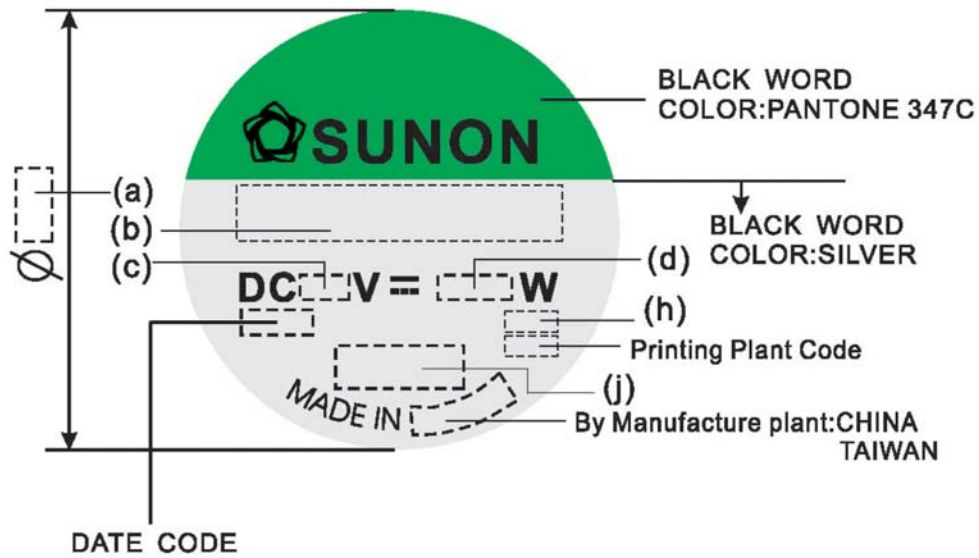 BLACK WORD
COLOR:PANTONE 347C
SUNON
(a)
(b)
BLACK WORD
COLOR:SILVER
Ø
(c)
(d)
DC V W
(h)
Printing Plant Code
(j)
MADE IN
By Manufacture plant:CHINA
TAIWAN
DATE CODE